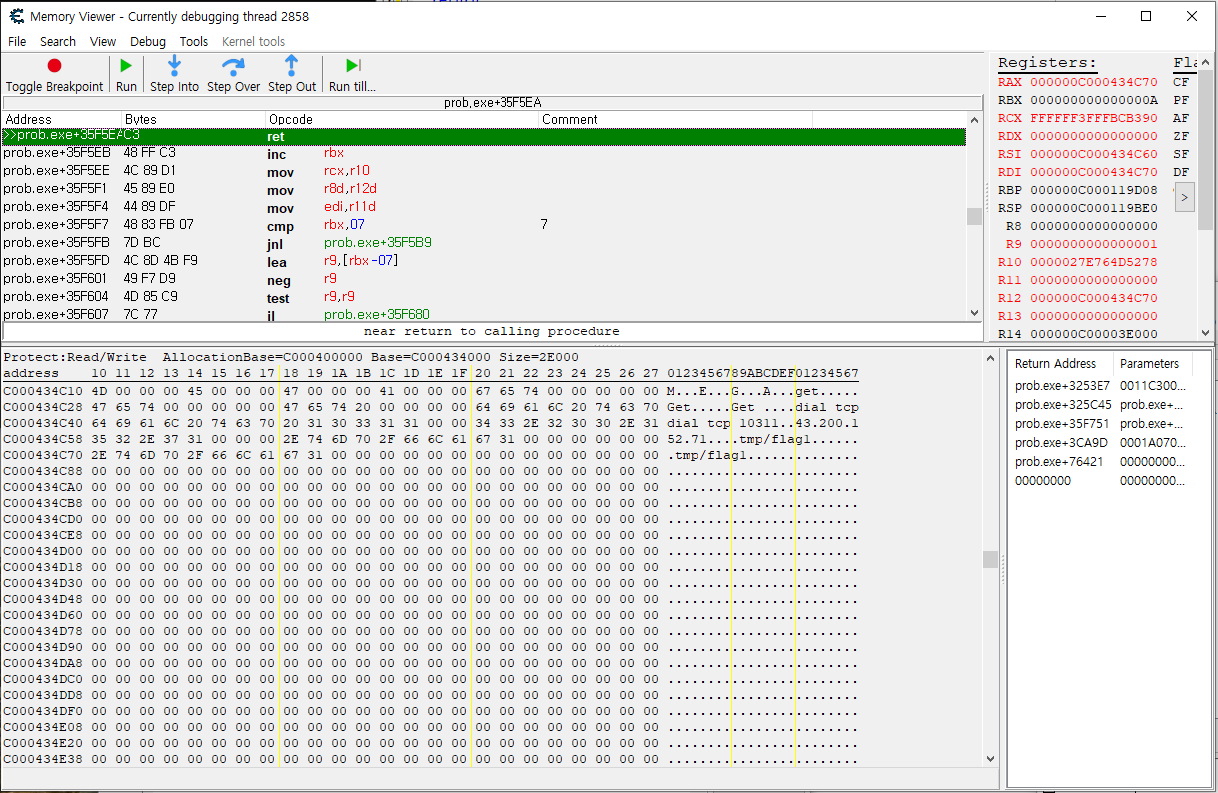 Memory Viewer - Currently debugging thread 2858
File Search View Debug Tools Kernel tools
Toggle Breakpoint Run Step Into Step Over Step Out Run till...
prob.exe+35F5EA
Address Bytes Opcode Comment
>>prob.exe+35F5EA C3 ret
prob.exe+35F5EB 48 FF C3 inc rbx
prob.exe+35F5EE 4C 89 D1 mov rcx,r10
prob.exe+35F5F1 45 89 E0 mov r8d,r12d
prob.exe+35F5F4 44 89 DF mov edi,r11d
prob.exe+35F5F7 48 83 FB 07 cmp rbx,07 7
prob.exe+35F5FB 7D BC jnl prob.exe+35F5B9
prob.exe+35F5FD 4C 8D 4B F9 lea r9,[rbx-07]
prob.exe+35F601 49 F7 D9 neg r9
prob.exe+35F604 4D 85 C9 test r9,r9
prob.exe+35F607 7C 77 jl prob.exe+35F680
near return to calling procedure
Registers: Fla
RAX 000000C000434C70 CF
RBX 000000000000000A PF
RCX FFFFFF3FFFBCB390 AF
RDX 0000000000000000 ZF
RSI 000000C000434C60 SF
RDI 000000C000434C70 DF
RBP 000000C000119D08
RSP 000000C000119BE0
>
R8 0000000000000000
R9 0000000000000001
R10 0000027E764D5278
R11 0000000000000000
R12 000000C000434C70
R13 0000000000000000
R14 000000C00003E000
Protect:Read/Write AllocationBase=C000400000 Base=C000434000 Size=2E000
address 10 11 12 13 14 15 16 17 18 19 1A 1B 1C 1D 1E 1F 20 21 22 23 24 25 26 27 0123456789ABCDEF01234567
C000434C10 4D 00 00 00 45 00 00 00 47 00 00 00 41 00 00 00 67 65 74 00 00 00 00 00 M...E...G...A...get.....
C000434C28 47 65 74 00 00 00 00 00 47 65 74 20 00 00 00 00 64 69 61 6C 20 74 63 70 Get.....Get ....dial tcp
C000434C40 64 69 61 6C 20 74 63 70 20 31 30 33 31 31 00 00 34 33 2E 32 30 30 2E 31 dial tcp 10311..43.200.1
C000434C58 35 32 2E 37 31 00 00 00 2E 74 6D 70 2F 66 6C 61 67 31 00 00 00 00 00 00 52.71....tmp/flag1......
C000434C70 2E 74 6D 70 2F 66 6C 61 67 31 00 00 00 00 00 00 00 00 00 00 00 00 00 00 .tmp/flag1..............
C000434C88 00 00 00 00 00 00 00 00 00 00 00 00 00 00 00 00 00 00 00 00 00 00 00 00 ........................
C000434CA0 00 00 00 00 00 00 00 00 00 00 00 00 00 00 00 00 00 00 00 00 00 00 00 00 ........................
C000434CB8 00 00 00 00 00 00 00 00 00 00 00 00 00 00 00 00 00 00 00 00 00 00 00 00 ........................
C000434CD0 00 00 00 00 00 00 00 00 00 00 00 00 00 00 00 00 00 00 00 00 00 00 00 00 ........................
C000434CE8 00 00 00 00 00 00 00 00 00 00 00 00 00 00 00 00 00 00 00 00 00 00 00 00 ........................
C000434D00 00 00 00 00 00 00 00 00 00 00 00 00 00 00 00 00 00 00 00 00 00 00 00 00 ........................
C000434D18 00 00 00 00 00 00 00 00 00 00 00 00 00 00 00 00 00 00 00 00 00 00 00 00 ........................
C000434D30 00 00 00 00 00 00 00 00 00 00 00 00 00 00 00 00 00 00 00 00 00 00 00 00 ........................
C000434D48 00 00 00 00 00 00 00 00 00 00 00 00 00 00 00 00 00 00 00 00 00 00 00 00 ........................
C000434D60 00 00 00 00 00 00 00 00 00 00 00 00 00 00 00 00 00 00 00 00 00 00 00 00 ........................
C000434D78 00 00 00 00 00 00 00 00 00 00 00 00 00 00 00 00 00 00 00 00 00 00 00 00 ........................
C000434D90 00 00 00 00 00 00 00 00 00 00 00 00 00 00 00 00 00 00 00 00 00 00 00 00 ........................
C000434DA8 00 00 00 00 00 00 00 00 00 00 00 00 00 00 00 00 00 00 00 00 00 00 00 00 ........................
C000434DC0 00 00 00 00 00 00 00 00 00 00 00 00 00 00 00 00 00 00 00 00 00 00 00 00 ........................
C000434DD8 00 00 00 00 00 00 00 00 00 00 00 00 00 00 00 00 00 00 00 00 00 00 00 00 ........................
C000434DF0 00 00 00 00 00 00 00 00 00 00 00 00 00 00 00 00 00 00 00 00 00 00 00 00 ........................
C000434E08 00 00 00 00 00 00 00 00 00 00 00 00 00 00 00 00 00 00 00 00 00 00 00 00 ........................
C000434E20 00 00 00 00 00 00 00 00 00 00 00 00 00 00 00 00 00 00 00 00 00 00 00 00 ........................
C000434E38 00 00 00 00 00 00 00 00 00 00 00 00 00 00 00 00 00 00 00 00 00 00 00 00 ........................
Return Address Parameters
prob.exe+3253E7 0011C300...
prob.exe+325C45 prob.exe+...
prob.exe+35F751 prob.exe+...
prob.exe+3CA9D 0001A070...
prob.exe+76421 00000000...
00000000 00000000...